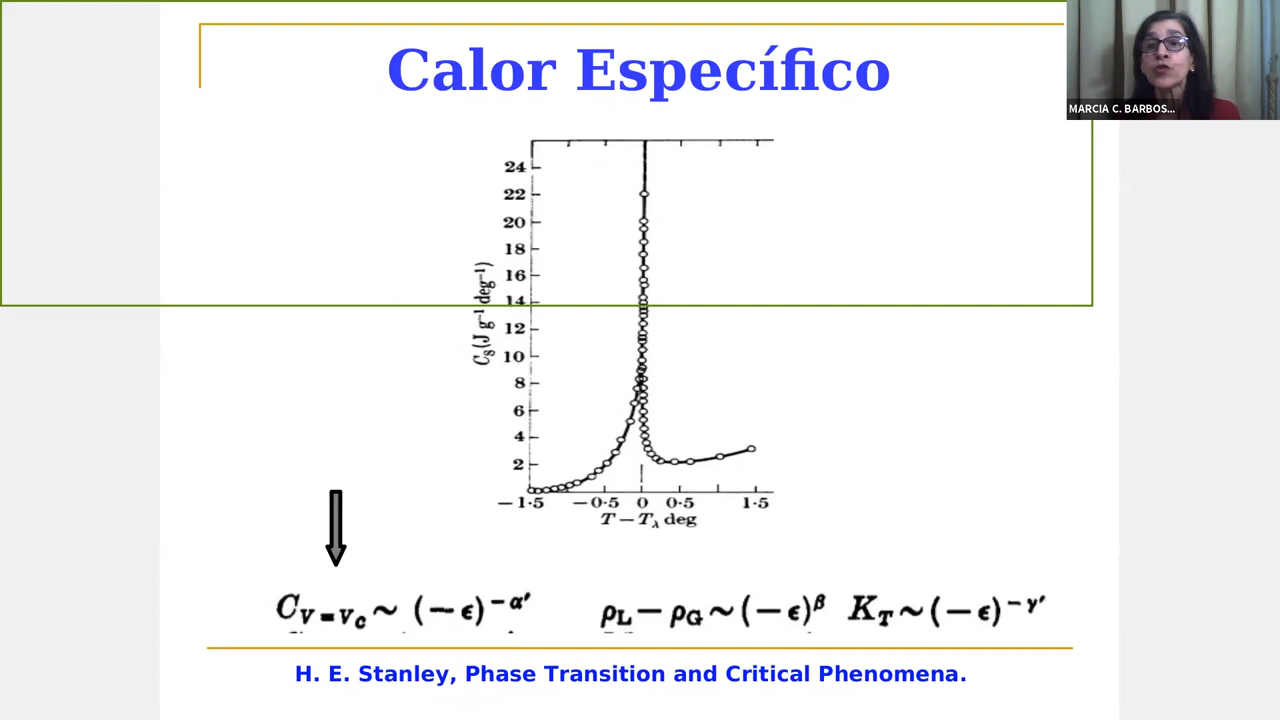 Calor Específico
MARCIA C. BARBOS...
24
22
20
18
16
14
12
10
8
6
4
2
C_s (J g⁻¹ deg⁻¹)
−1·5 −0·5 0 0·5 1·5
T − T_λ deg
C_{V=V_c} ~ (−ϵ)^{−α′} ρ_L − ρ_G ~ (−ϵ)^β K_T ~ (−ϵ)^{−γ′}
H. E. Stanley, Phase Transition and Critical Phenomena.